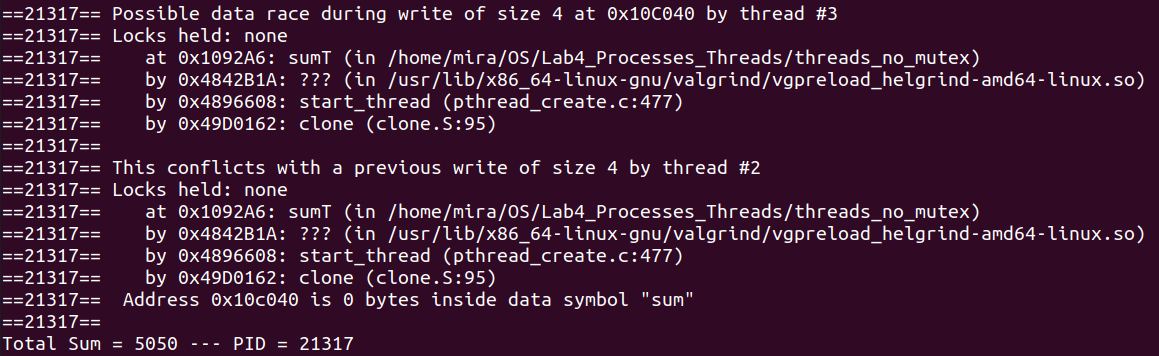 ==21317== Possible data race during write of size 4 at 0x10C040 by thread #3
==21317== Locks held: none
==21317==    at 0x1092A6: sumT (in /home/mira/OS/Lab4_Processes_Threads/threads_no_mutex)
==21317==    by 0x4842B1A: ??? (in /usr/lib/x86_64-linux-gnu/valgrind/vgpreload_helgrind-amd64-linux.so)
==21317==    by 0x4896608: start_thread (pthread_create.c:477)
==21317==    by 0x49D0162: clone (clone.S:95)
==21317==
==21317== This conflicts with a previous write of size 4 by thread #2
==21317== Locks held: none
==21317==    at 0x1092A6: sumT (in /home/mira/OS/Lab4_Processes_Threads/threads_no_mutex)
==21317==    by 0x4842B1A: ??? (in /usr/lib/x86_64-linux-gnu/valgrind/vgpreload_helgrind-amd64-linux.so)
==21317==    by 0x4896608: start_thread (pthread_create.c:477)
==21317==    by 0x49D0162: clone (clone.S:95)
==21317==  Address 0x10c040 is 0 bytes inside data symbol "sum"
==21317==
Total Sum = 5050 --- PID = 21317